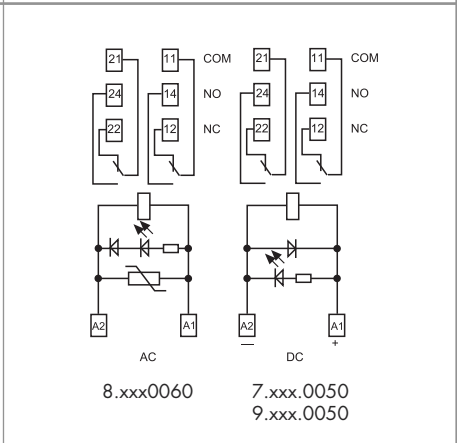 21 11 COM 21 11 COM
24 14 NO 24 14 NO
22 12 NC 22 12 NC
A2 A1 A2 A1
— +
AC DC
8.xxx0060 7.xxx.0050
9.xxx.0050